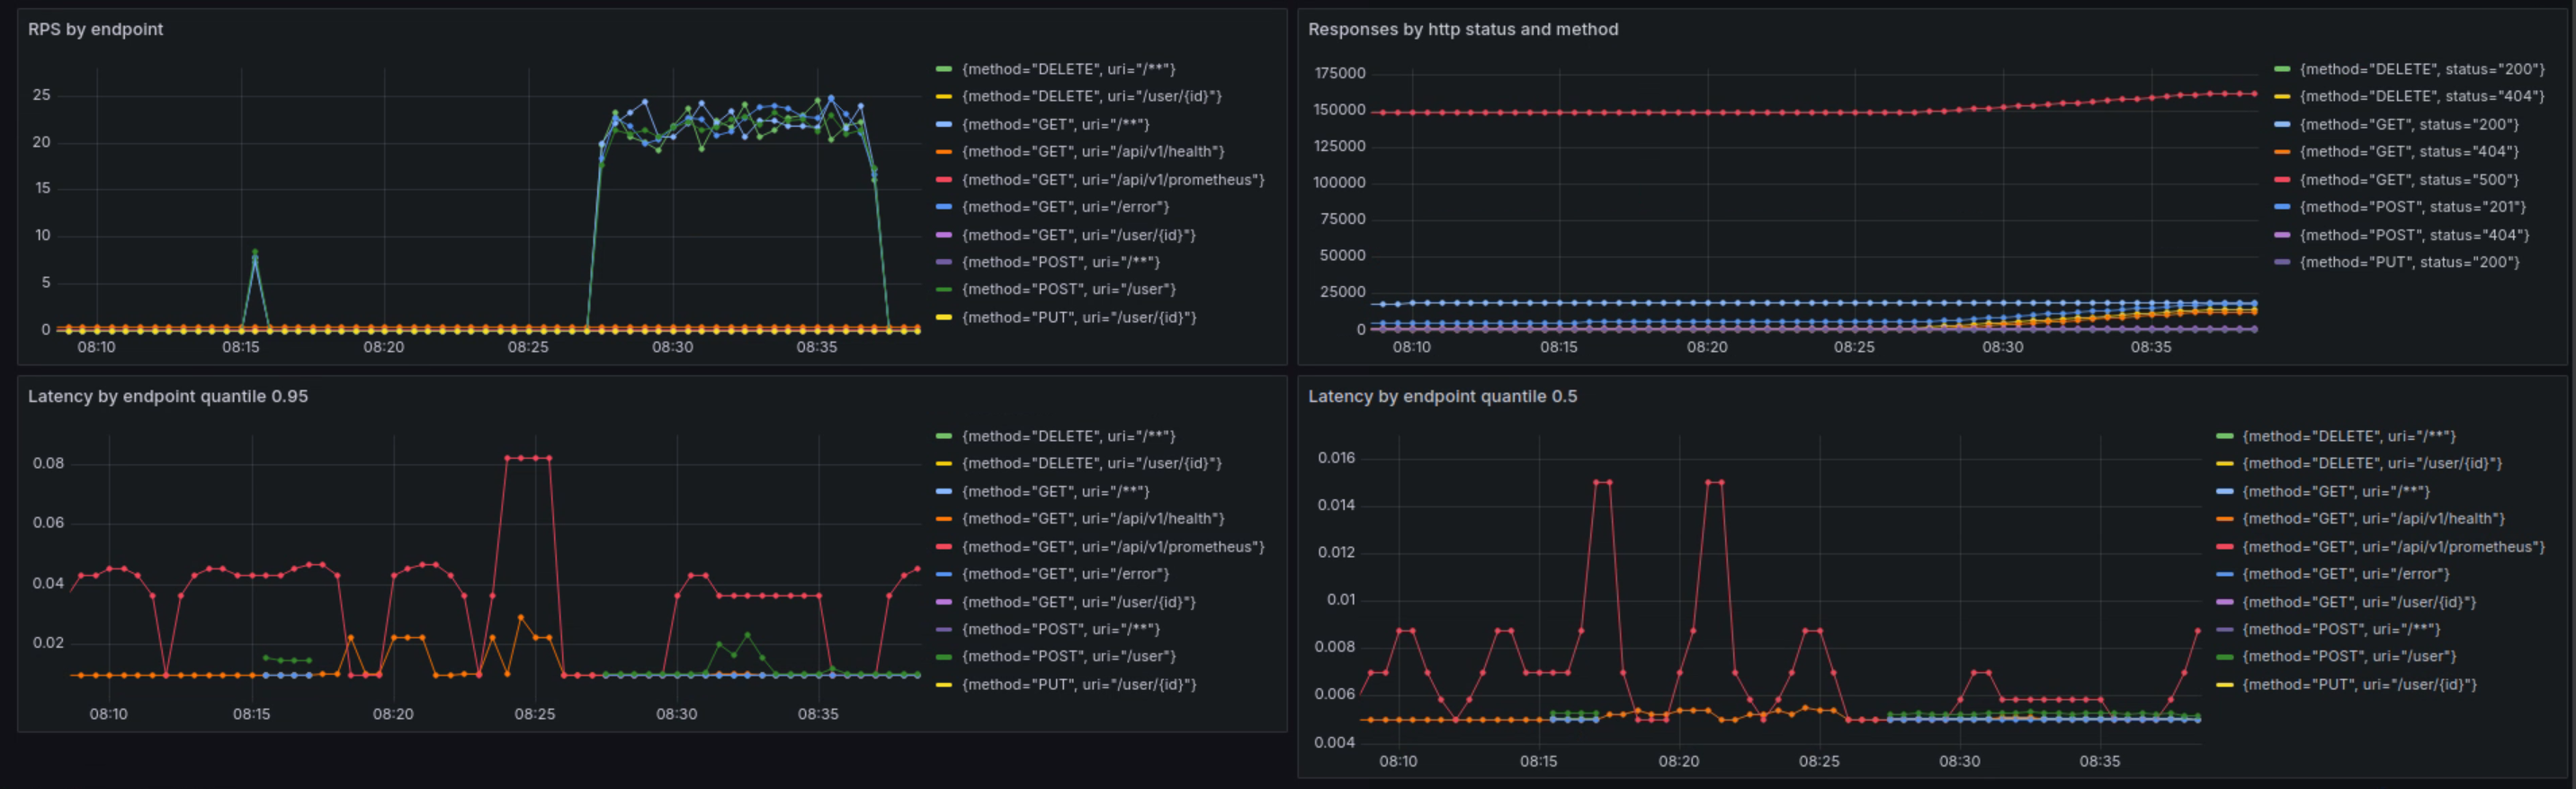 RPS by endpoint
25
20
15
10
5
0
08:10 08:15 08:20 08:25 08:30 08:35
{method="DELETE", uri="/**"}
{method="DELETE", uri="/user/{id}"}
{method="GET", uri="/**"}
{method="GET", uri="/api/v1/health"}
{method="GET", uri="/api/v1/prometheus"}
{method="GET", uri="/error"}
{method="GET", uri="/user/{id}"}
{method="POST", uri="/**"}
{method="POST", uri="/user"}
{method="PUT", uri="/user/{id}"}
Responses by http status and method
175000
150000
125000
100000
75000
50000
25000
0
08:10 08:15 08:20 08:25 08:30 08:35
{method="DELETE", status="200"}
{method="DELETE", status="404"}
{method="GET", status="200"}
{method="GET", status="404"}
{method="GET", status="500"}
{method="POST", status="201"}
{method="POST", status="404"}
{method="PUT", status="200"}
Latency by endpoint quantile 0.95
0.08
0.06
0.04
0.02
08:10 08:15 08:20 08:25 08:30 08:35
{method="DELETE", uri="/**"}
{method="DELETE", uri="/user/{id}"}
{method="GET", uri="/**"}
{method="GET", uri="/api/v1/health"}
{method="GET", uri="/api/v1/prometheus"}
{method="GET", uri="/error"}
{method="GET", uri="/user/{id}"}
{method="POST", uri="/**"}
{method="POST", uri="/user"}
{method="PUT", uri="/user/{id}"}
Latency by endpoint quantile 0.5
0.016
0.014
0.012
0.01
0.008
0.006
0.004
08:10 08:15 08:20 08:25 08:30 08:35
{method="DELETE", uri="/**"}
{method="DELETE", uri="/user/{id}"}
{method="GET", uri="/**"}
{method="GET", uri="/api/v1/health"}
{method="GET", uri="/api/v1/prometheus"}
{method="GET", uri="/error"}
{method="GET", uri="/user/{id}"}
{method="POST", uri="/**"}
{method="POST", uri="/user"}
{method="PUT", uri="/user/{id}"}